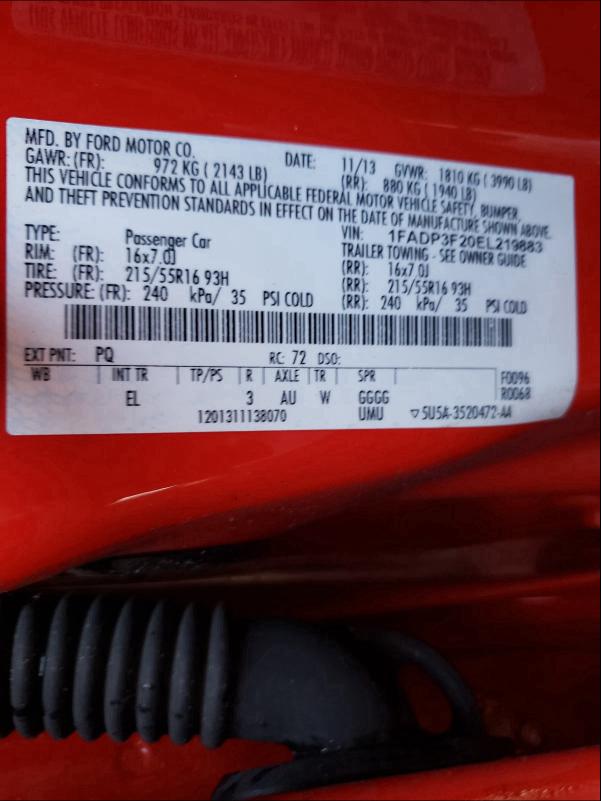 MFD. BY FORD MOTOR CO. DATE: 11/13 GVWR: 1810 KG ( 3990 LB)
GAWR: (FR): 972 KG ( 2143 LB) (RR): 880 KG ( 1940 LB)
THIS VEHICLE CONFORMS TO ALL APPLICABLE FEDERAL MOTOR VEHICLE SAFETY, BUMPER,
AND THEFT PREVENTION STANDARDS IN EFFECT ON THE DATE OF MANUFACTURE SHOWN ABOVE.
VIN: 1FADP3F20EL219883
TYPE: Passenger Car TRAILER TOWING - SEE OWNER GUIDE
RIM: (FR): 16x7.0J (RR): 16x7.0J
TIRE: (FR): 215/55R16 93H (RR): 215/55R16 93H
PRESSURE: (FR): 240 kPa/ 35 PSI COLD (RR): 240 kPa/ 35 PSI COLD
EXT PNT: PQ RC: 72 DSO:
WB INT TR TP/PS R AXLE TR SPR F0096
EL 3 AU W GGGG R0068
1201311138070 UMU 5U5A-3520472-AA